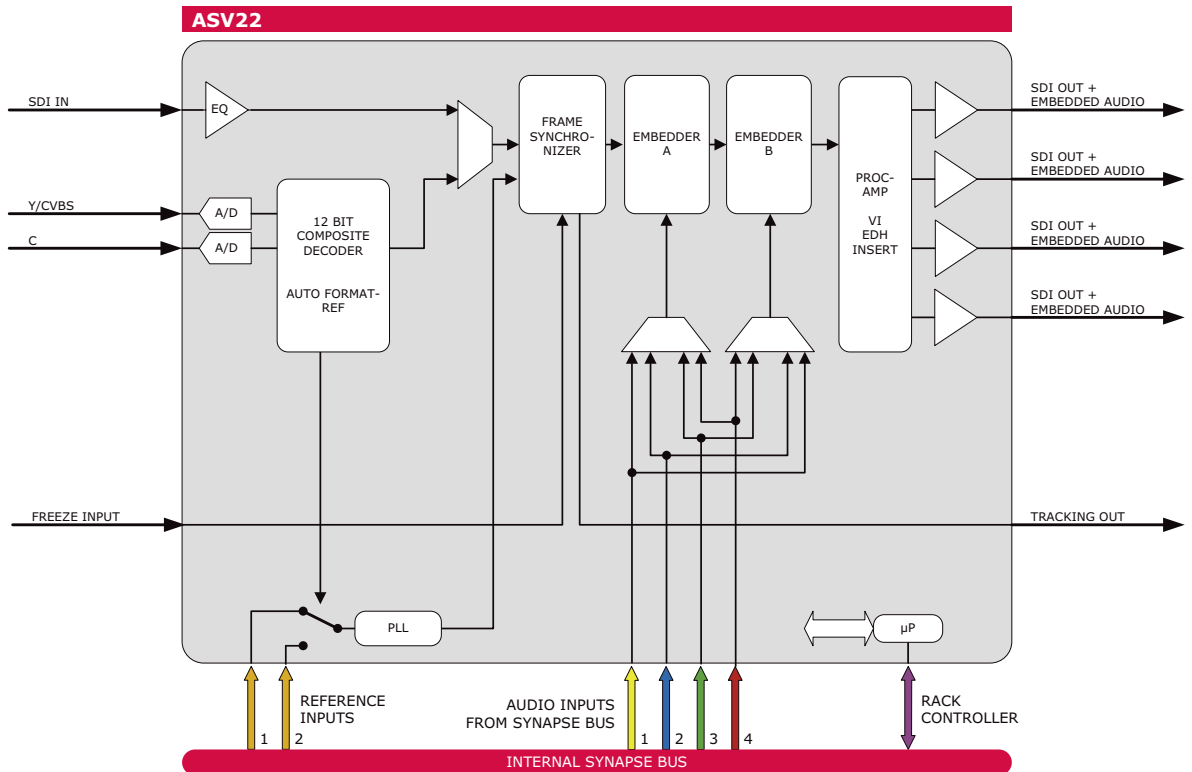 ASV22
SDI IN
EQ
FRAME
SYNCHRO-
NIZER
EMBEDDER
A
EMBEDDER
B
PROC-
AMP
VI
EDH
INSERT
SDI OUT +
EMBEDDED AUDIO
SDI OUT +
EMBEDDED AUDIO
SDI OUT +
EMBEDDED AUDIO
SDI OUT +
EMBEDDED AUDIO
Y/CVBS
A/D
C
A/D
12 BIT
COMPOSITE
DECODER
AUTO FORMAT-
REF
FREEZE INPUT
TRACKING OUT
PLL
µP
REFERENCE
INPUTS
1
2
AUDIO INPUTS
FROM SYNAPSE BUS
1
2
3
4
RACK
CONTROLLER
INTERNAL SYNAPSE BUS